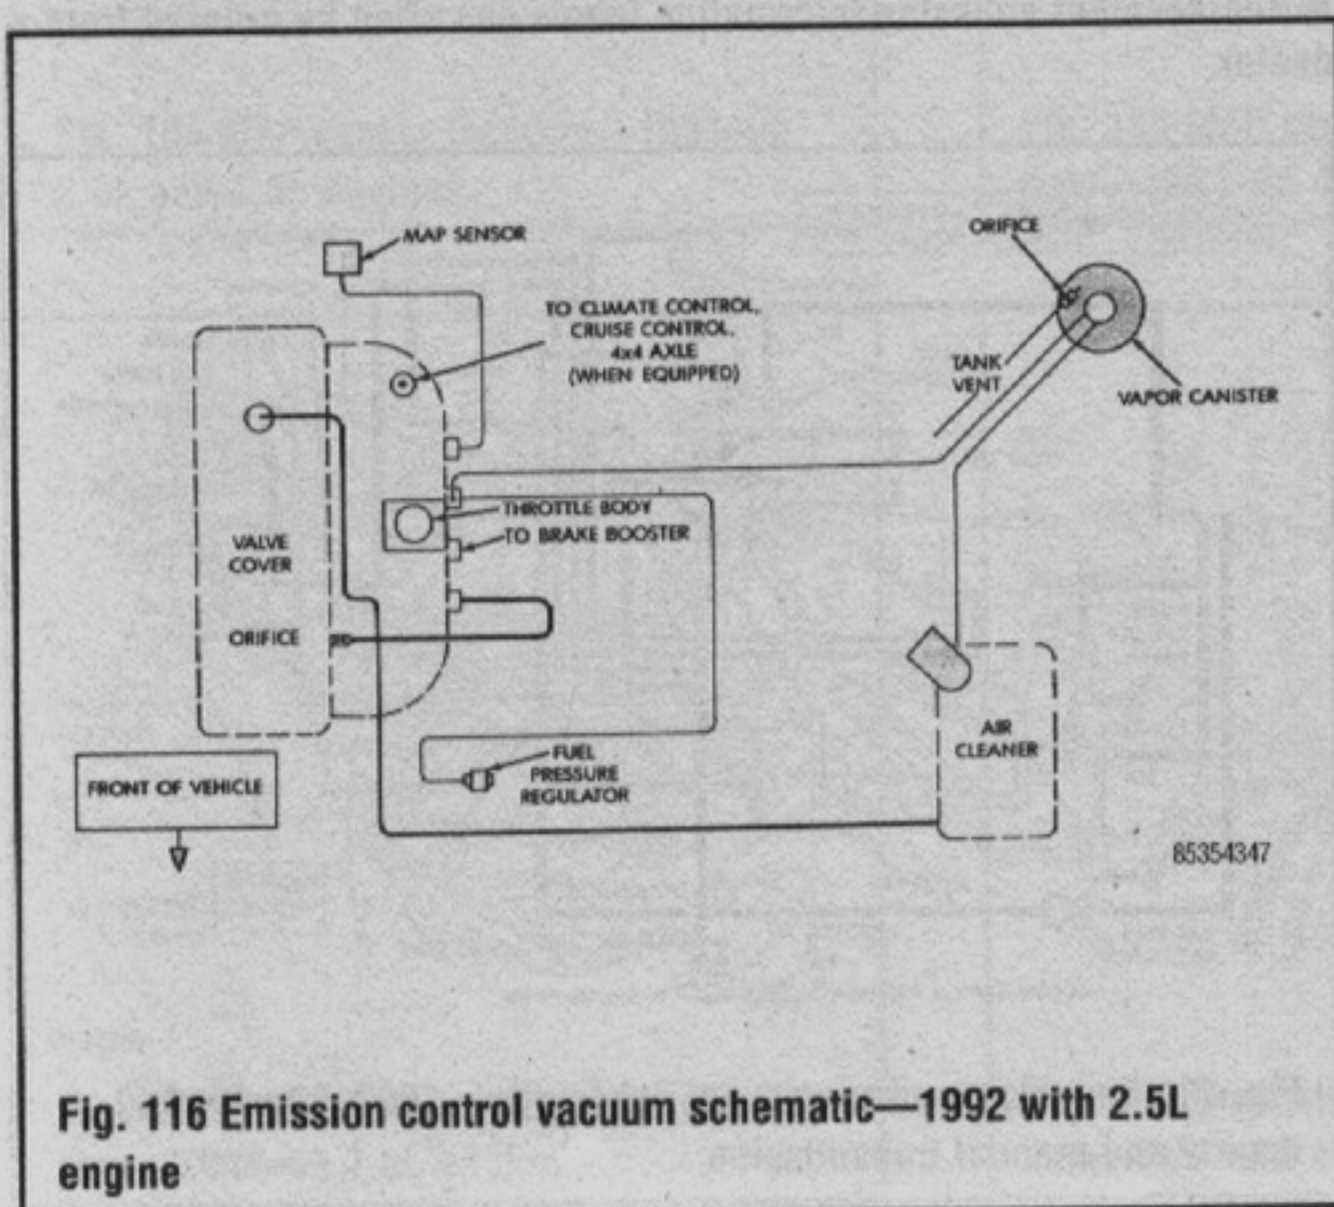 MAP SENSOR
ORIFICE
TO CLIMATE CONTROL,
CRUISE CONTROL,
4x4 AXLE
(WHEN EQUIPPED)
TANK
VENT
VAPOR CANISTER
THROTTLE BODY
TO BRAKE BOOSTER
VALVE
COVER
ORIFICE
AIR
CLEANER
FUEL
PRESSURE
REGULATOR
FRONT OF VEHICLE
85354347
Fig. 116 Emission control vacuum schematic—1992 with 2.5L
engine